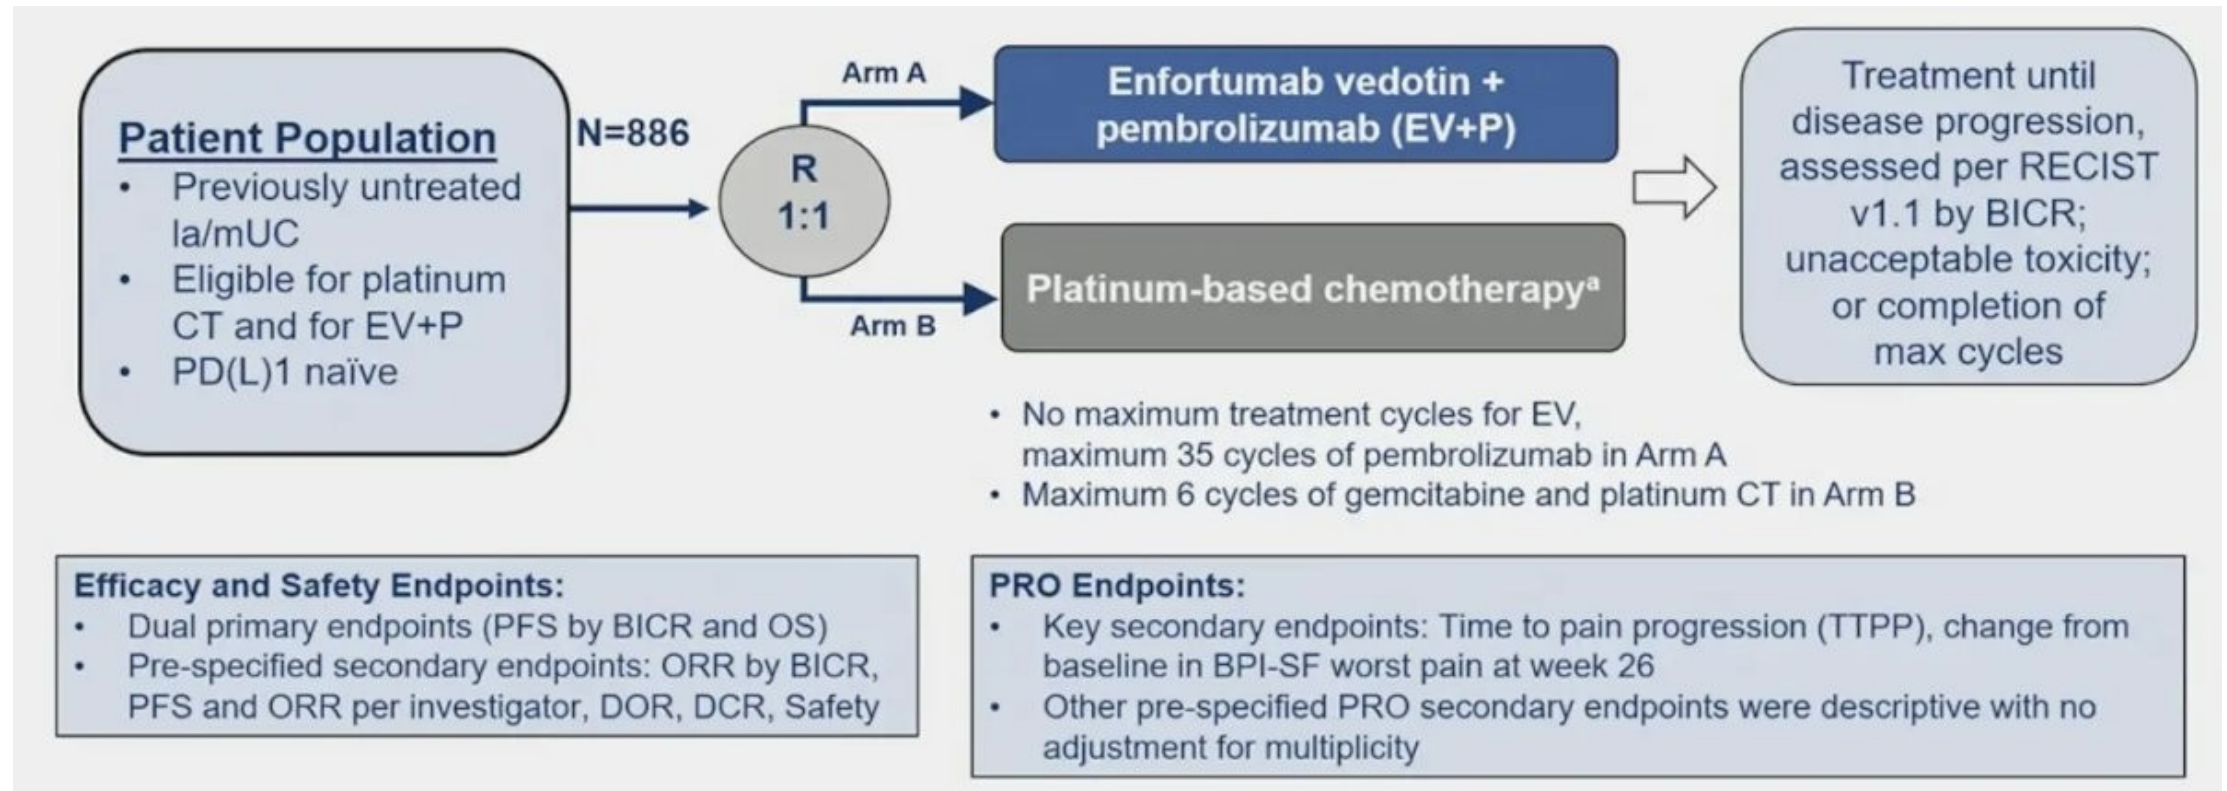 Patient Population
• Previously untreated
la/mUC
• Eligible for platinum
CT and for EV+P
• PD(L)1 naïve
N=886
R
1:1
Arm A
Enfortumab vedotin +
pembrolizumab (EV+P)
Arm B
Platinum-based chemotherapyᵃ
Treatment until
disease progression,
assessed per RECIST
v1.1 by BICR;
unacceptable toxicity;
or completion of
max cycles
• No maximum treatment cycles for EV,
maximum 35 cycles of pembrolizumab in Arm A
• Maximum 6 cycles of gemcitabine and platinum CT in Arm B
Efficacy and Safety Endpoints:
• Dual primary endpoints (PFS by BICR and OS)
• Pre-specified secondary endpoints: ORR by BICR,
PFS and ORR per investigator, DOR, DCR, Safety
PRO Endpoints:
• Key secondary endpoints: Time to pain progression (TTPP), change from
baseline in BPI-SF worst pain at week 26
• Other pre-specified PRO secondary endpoints were descriptive with no
adjustment for multiplicity